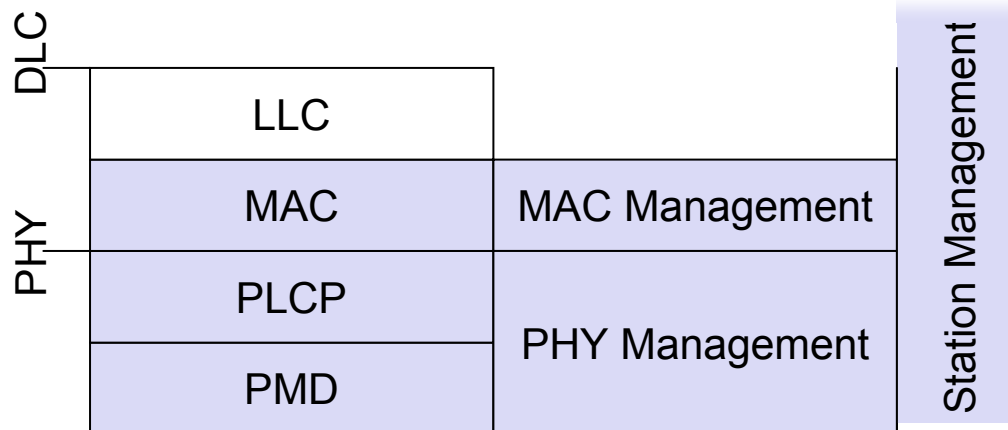 DLC
PHY
LLC
MAC
MAC Management
PLCP
PHY Management
PMD
Station Management